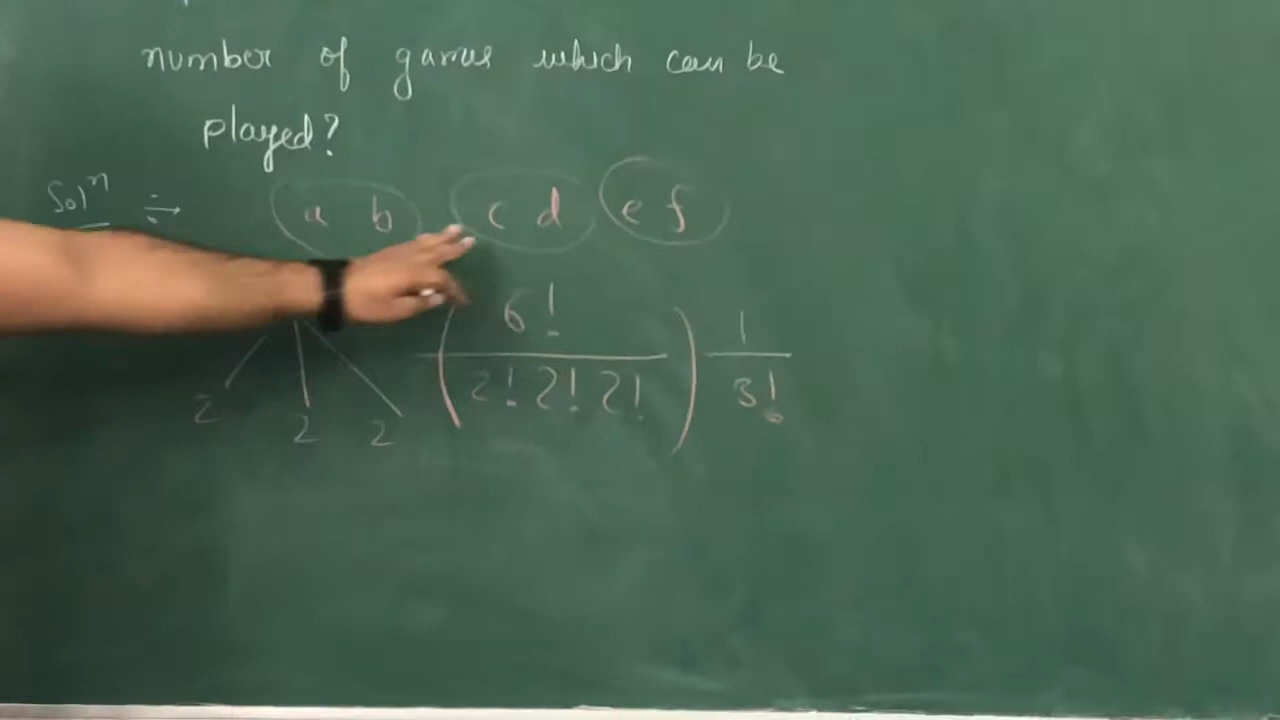 number of games which can be
played?
Solⁿ ÷ a b c d e f
( 6! / 2! 2! 2! ) 1 / 3!
2 2 2